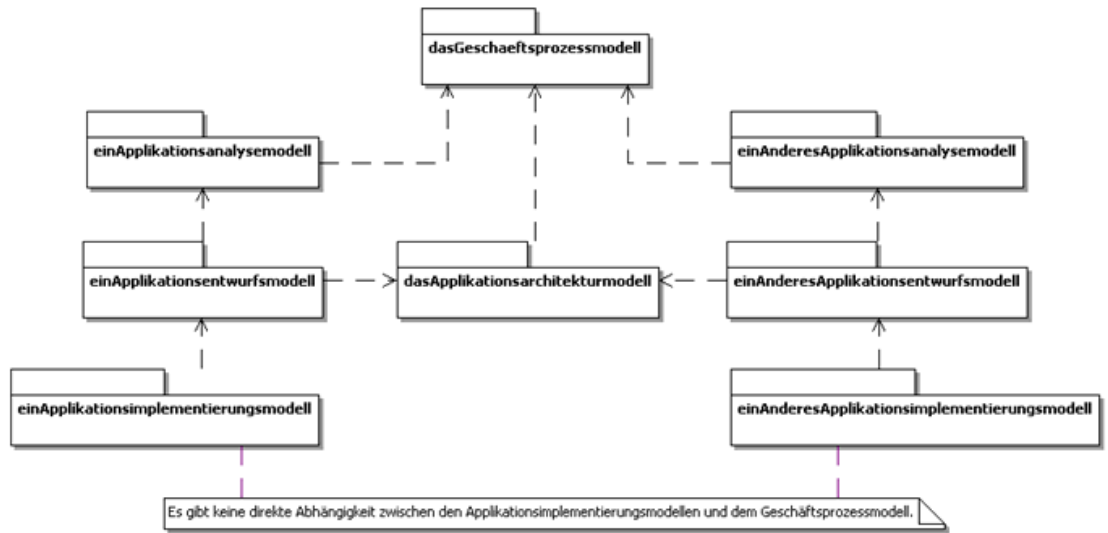 dasGeschaeftsprozessmodell
einApplikationsanalysemodell
einAnderesApplikationsanalysemodell
einApplikationsentwurfsmodell
dasApplikationsarchitekturmodell
einAnderesApplikationsentwurfsmodell
einApplikationsimplementierungsmodell
einAnderesApplikationsimplementierungsmodell
Es gibt keine direkte Abhängigkeit zwischen den Applikationsimplementierungsmodellen und dem Geschäftsprozessmodell.